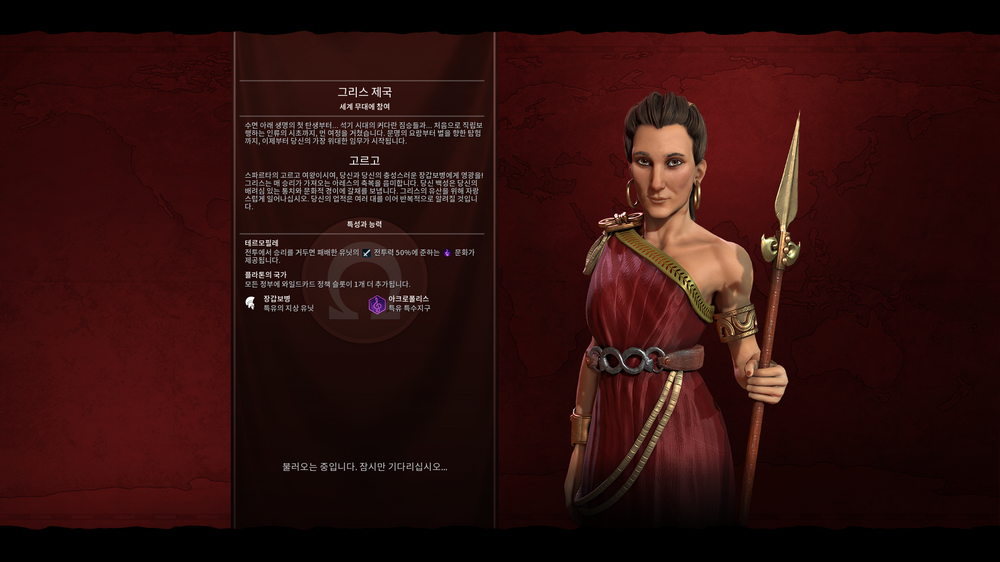 그리스 제국
세계 무대에 참여
수면 아래 생명의 첫 탄생부터... 석기 시대의 커다란 짐승들과... 처음으로 직립보
행하는 인류의 시초까지, 먼 여정을 거쳤습니다. 문명의 요람부터 별을 향한 탐험
까지, 이제부터 당신의 가장 위대한 임무가 시작됩니다.
고르고
스파르타의 고르고 여왕이시여, 당신과 당신의 충성스러운 장갑보병에게 영광을!
그리스는 매 승리가 가져오는 아레스의 축복을 음미합니다. 당신 백성은 당신의
배려심 있는 통치와 문화적 경이에 갈채를 보냅니다. 그리스의 유산을 위해 자랑
스럽게 일어나십시오. 당신의 업적은 여러 대를 이어 반복적으로 알려질 것입니
다.
특성과 능력
테르모필레
전투에서 승리를 거두면 패배한 유닛의 전투력 50%에 준하는 문화가
제공됩니다.
플라톤의 국가
모든 정부에 와일드카드 정책 슬롯이 1개 더 추가됩니다.
장갑보병
특유의 지상 유닛
아크로폴리스
특유 특수지구
불러오는 중입니다. 잠시만 기다리십시오...